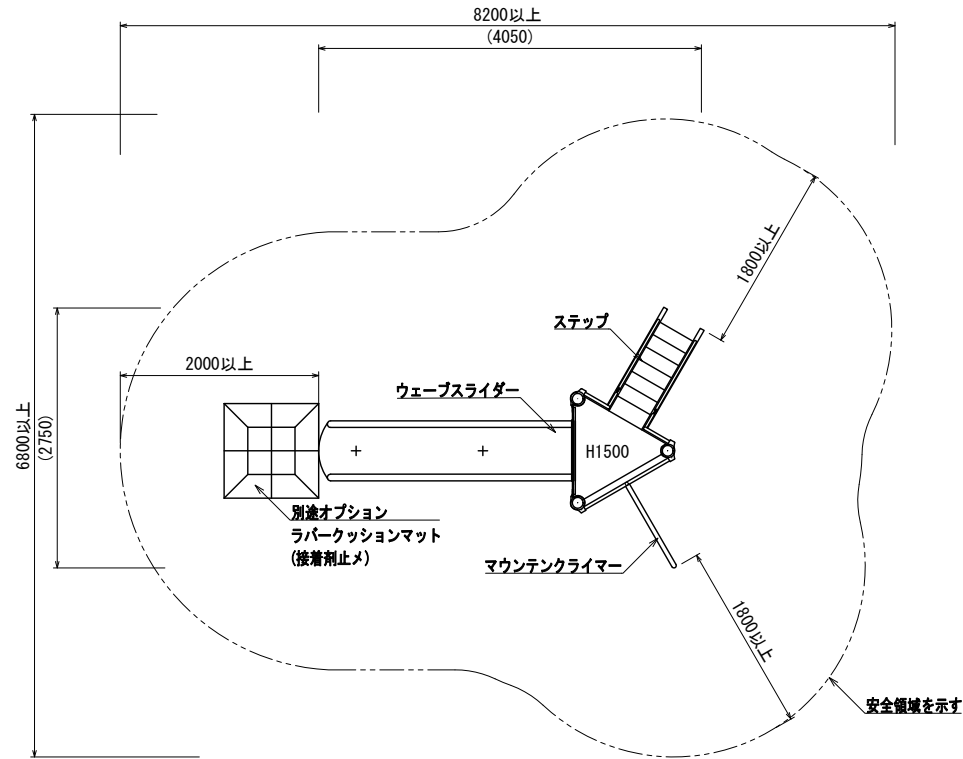 8200以上
(4050)
1800以上
ステップ
6800以上
(2750)
2000以上
ウェーブスライダー
H1500
別途オプション
ラバークッションマット
(接着剤止メ)
マウンテンクライマー
1800以上
安全領域を示す